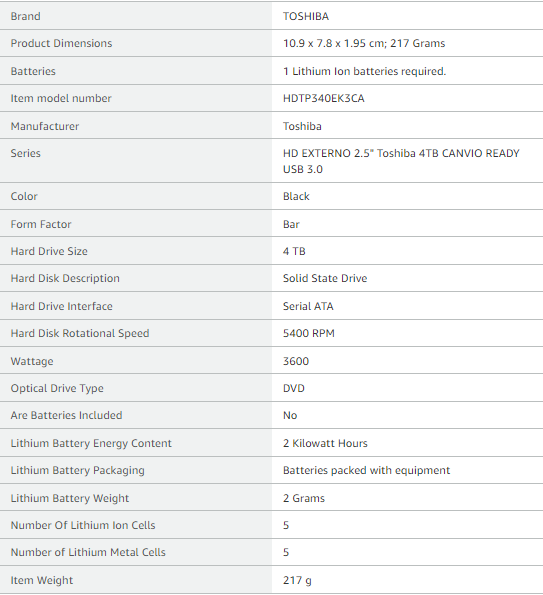 Brand TOSHIBA
Product Dimensions 10.9 x 7.8 x 1.95 cm; 217 Grams
Batteries 1 Lithium Ion batteries required.
Item model number HDTP340EK3CA
Manufacturer Toshiba
Series HD EXTERNO 2.5" Toshiba 4TB CANVIO READY
USB 3.0
Color Black
Form Factor Bar
Hard Drive Size 4 TB
Hard Disk Description Solid State Drive
Hard Drive Interface Serial ATA
Hard Disk Rotational Speed 5400 RPM
Wattage 3600
Optical Drive Type DVD
Are Batteries Included No
Lithium Battery Energy Content 2 Kilowatt Hours
Lithium Battery Packaging Batteries packed with equipment
Lithium Battery Weight 2 Grams
Number Of Lithium Ion Cells 5
Number of Lithium Metal Cells 5
Item Weight 217 g